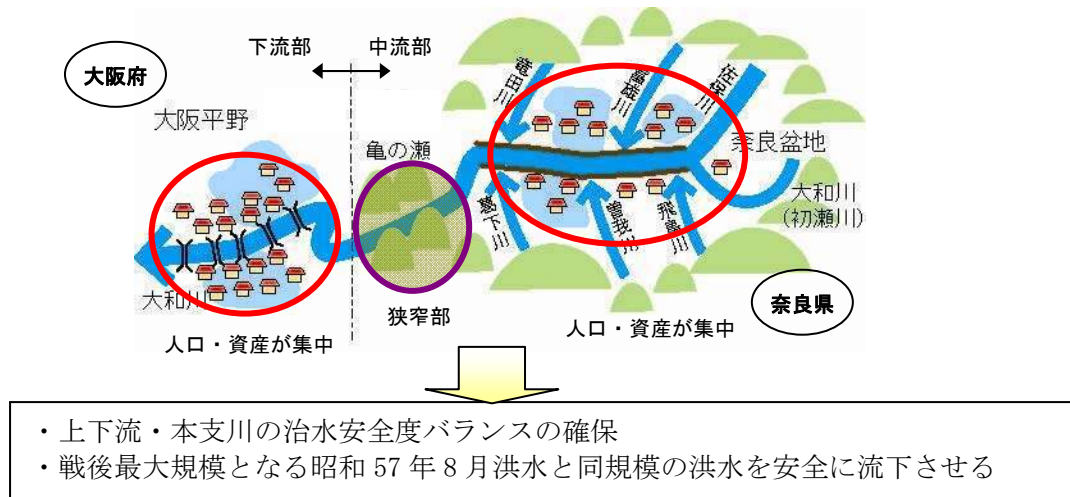 下流部
中流部
大阪府
大阪平野
亀の瀬
竜田川
富雄川
佐保川
奈良盆地
大和川
(初瀬川)
葛下川
曽我川
飛鳥川
大和川
狭窄部
奈良県
人口・資産が集中
人口・資産が集中
・上下流・本支川の治水安全度バランスの確保
・戦後最大規模となる昭和 57 年 8 月洪水と同規模の洪水を安全に流下させる